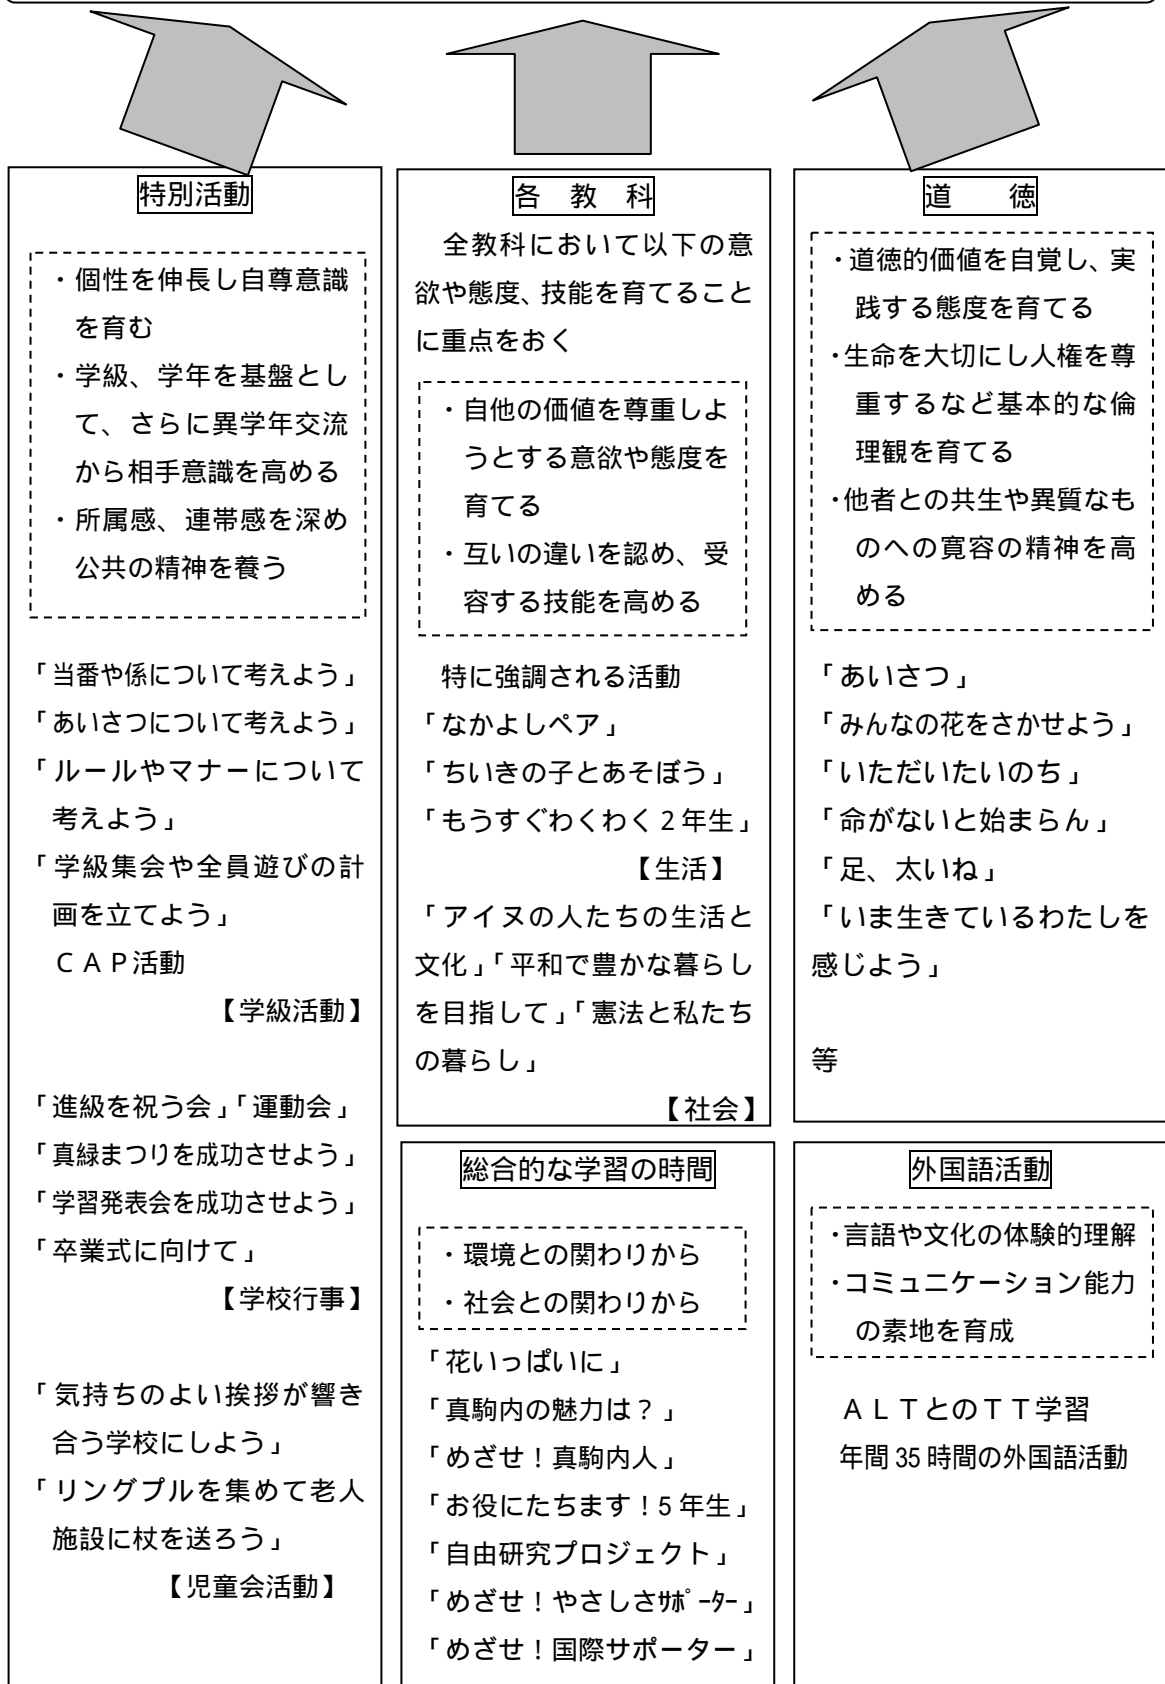 特別活動
・個性を伸長し自尊意識
を育む
・学級、学年を基盤とし
て、さらに異学年交流
から相手意識を高める
・所属感、連帯感を深め
公共の精神を養う
「当番や係について考えよう」
「あいさつについて考えよう」
「ルールやマナーについて
考えよう」
「学級集会や全員遊びの計
画を立てよう」
ＣＡＰ活動
【学級活動】
「進級を祝う会」「運動会」
「真緑まつりを成功させよう」
「学習発表会を成功させよう」
「卒業式に向けて」
【学校行事】
「気持ちのよい挨拶が響き
合う学校にしよう」
「リングプルを集めて老人
施設に杖を送ろう」
【児童会活動】
各　教　科
全教科において以下の意
欲や態度、技能を育てること
に重点をおく
・自他の価値を尊重しよ
うとする意欲や態度を
育てる
・互いの違いを認め、受
容する技能を高める
特に強調される活動
「なかよしペア」
「ちいきの子とあそぼう」
「もうすぐわくわく２年生」
【生活】
「アイヌの人たちの生活と
文化」「平和で豊かな暮らし
を目指して」「憲法と私たち
の暮らし」
【社会】
道　　徳
・道徳的価値を自覚し、実
践する態度を育てる
・生命を大切にし人権を尊
重するなど基本的な倫
理観を育てる
・他者との共生や異質なも
のへの寛容の精神を高
める
「あいさつ」
「みんなの花をさかせよう」
「いただいたいのち」
「命がないと始まらん」
「足、太いね」
「いま生きているわたしを
感じよう」
等
総合的な学習の時間
・環境との関わりから
・社会との関わりから
「花いっぱいに」
「真駒内の魅力は？」
「めざせ！真駒内人」
「お役にたちます！5年生」
「自由研究プロジェクト」
「めざせ！やさしさｻﾎﾟｰﾀｰ」
「めざせ！国際サポーター」
外国語活動
・言語や文化の体験的理解
・コミュニケーション能力
の素地を育成
ＡＬＴとのＴＴ学習
年間35時間の外国語活動